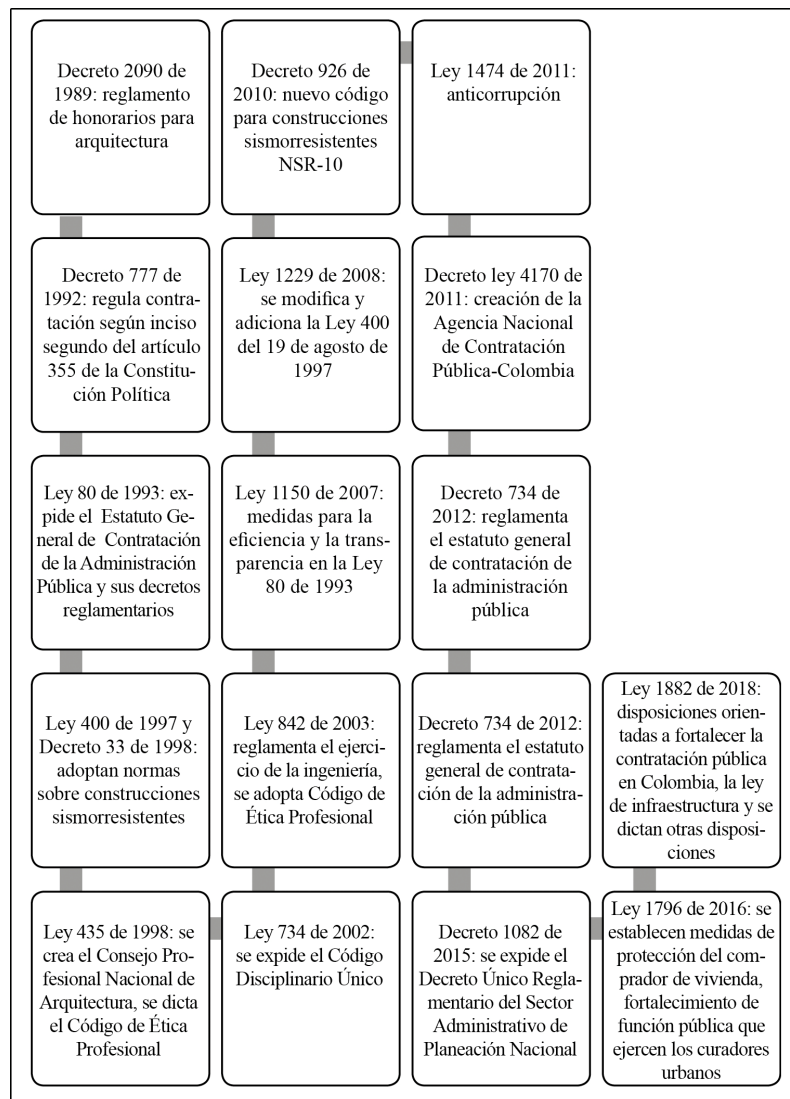 Decreto 2090 de
1989: reglamento
de honorarios para
arquitectura
Decreto 777 de
1992: regula contra-
tación según inciso
segundo del artículo
355 de la Constitu-
ción Política
Ley 80 de 1993: ex-
pide el Estatuto Ge-
neral de Contratación
de la Administración
Pública y sus decretos
reglamentarios
Ley 400 de 1997 y
Decreto 33 de 1998:
adoptan normas
sobre construcciones
sismorresistentes
Ley 435 de 1998: se
crea el Consejo Pro-
fesional Nacional de
Arquitectura, se dicta
el Código de Ética
Profesional
Ley 734 de 2002:
se expide el Código
Disciplinario Único
Ley 842 de 2003:
reglamenta el ejerci-
cio de la ingeniería,
se adopta Código de
Ética Profesional
Ley 1150 de 2007:
medidas para la
eficiencia y la trans-
parencia en la Ley
80 de 1993
Ley 1229 de 2008:
se modifica y
adiciona la Ley 400
del 19 de agosto de
1997
Decreto 926 de
2010: nuevo código
para construcciones
sismorresistentes
NSR-10
Ley 1474 de 2011:
anticorrupción
Decreto ley 4170 de
2011: creación de la
Agencia Nacional
de Contratación
Pública-Colombia
Decreto 734 de
2012: reglamenta
el estatuto general
de contratación de
la administración
pública
Decreto 734 de 2012:
reglamenta el estatuto
general de contrata-
ción de la administra-
ción pública
Decreto 1082 de
2015: se expide el
Decreto Único Regla-
mentario del Sector
Administrativo de
Planeación Nacional
Ley 1796 de 2016: se
establecen medidas de
protección del com-
prador de vivienda,
fortalecimiento de
función pública que
ejercen los curadores
urbanos
Ley 1882 de 2018:
disposiciones orien-
tadas a fortalecer la
contratación pública
en Colombia, la ley
de infraestructura y se
dictan otras disposi-
ciones